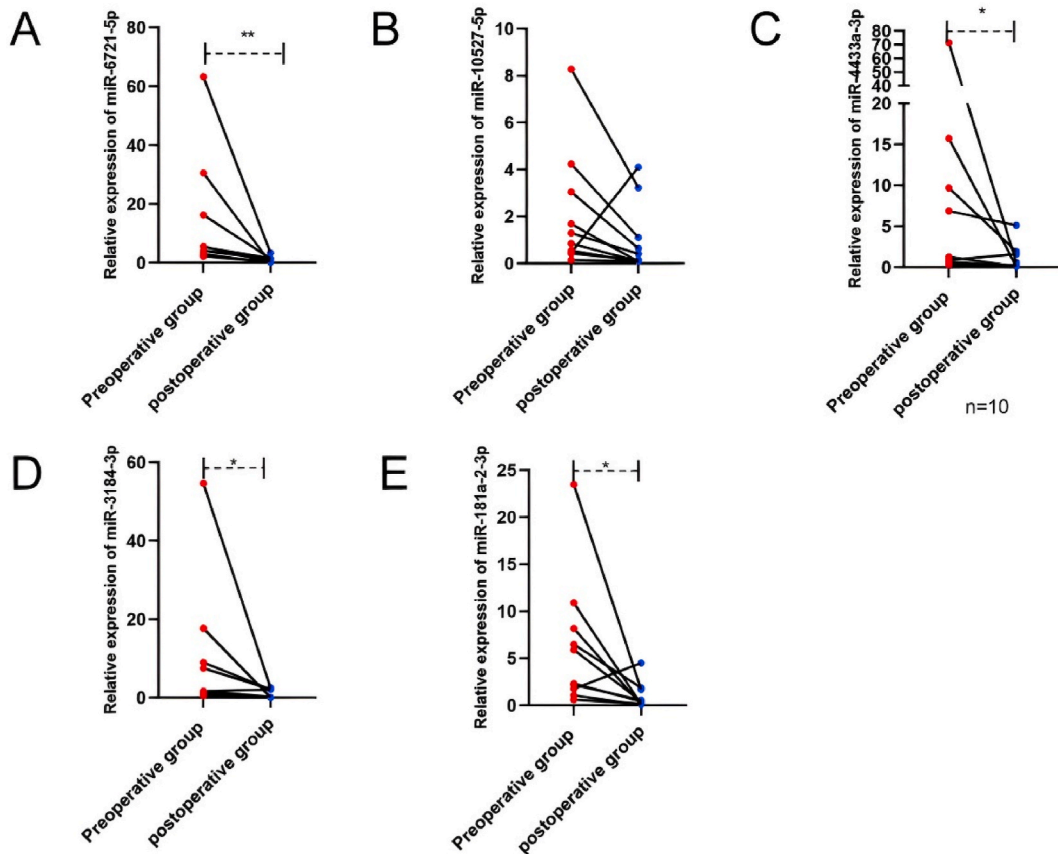 A
Relative expression of miR-6721-5p
80
60
40
20
0
**
Preoperative group
postoperative group
B
Relative expression of miR-10527-5p
10
8
6
4
2
0
Preoperative group
postoperative group
C
Relative expression of miR-4433a-3p
80
70
60
50
40
30
20
15
10
5
0
*
Preoperative group
postoperative group
n=10
D
Relative expression of miR-3184-3p
60
40
20
0
*
Preoperative group
postoperative group
E
Relative expression of miR-181a-2-3p
25
20
15
10
5
0
*
Preoperative group
postoperative group